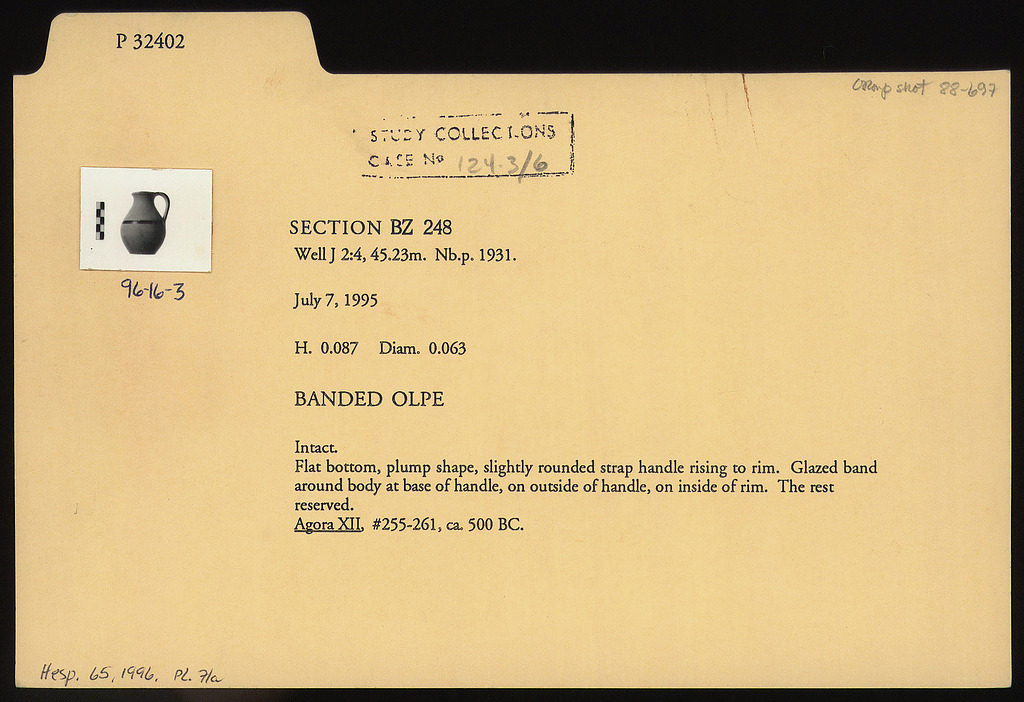 P 32402
Group shot 88-697
STUDY COLLECTIONS
CASE No 124-3/6
SECTION BZ 248
Well J 2:4, 45.23m. Nb.p. 1931.
96-16-3
July 7, 1995
H. 0.087 Diam. 0.063
BANDED OLPE
Intact.
Flat bottom, plump shape, slightly rounded strap handle rising to rim. Glazed band
around body at base of handle, on outside of handle, on inside of rim. The rest
reserved.
Agora XII, #255-261, ca. 500 BC.
Hesp. 65, 1996. Pl. 71a